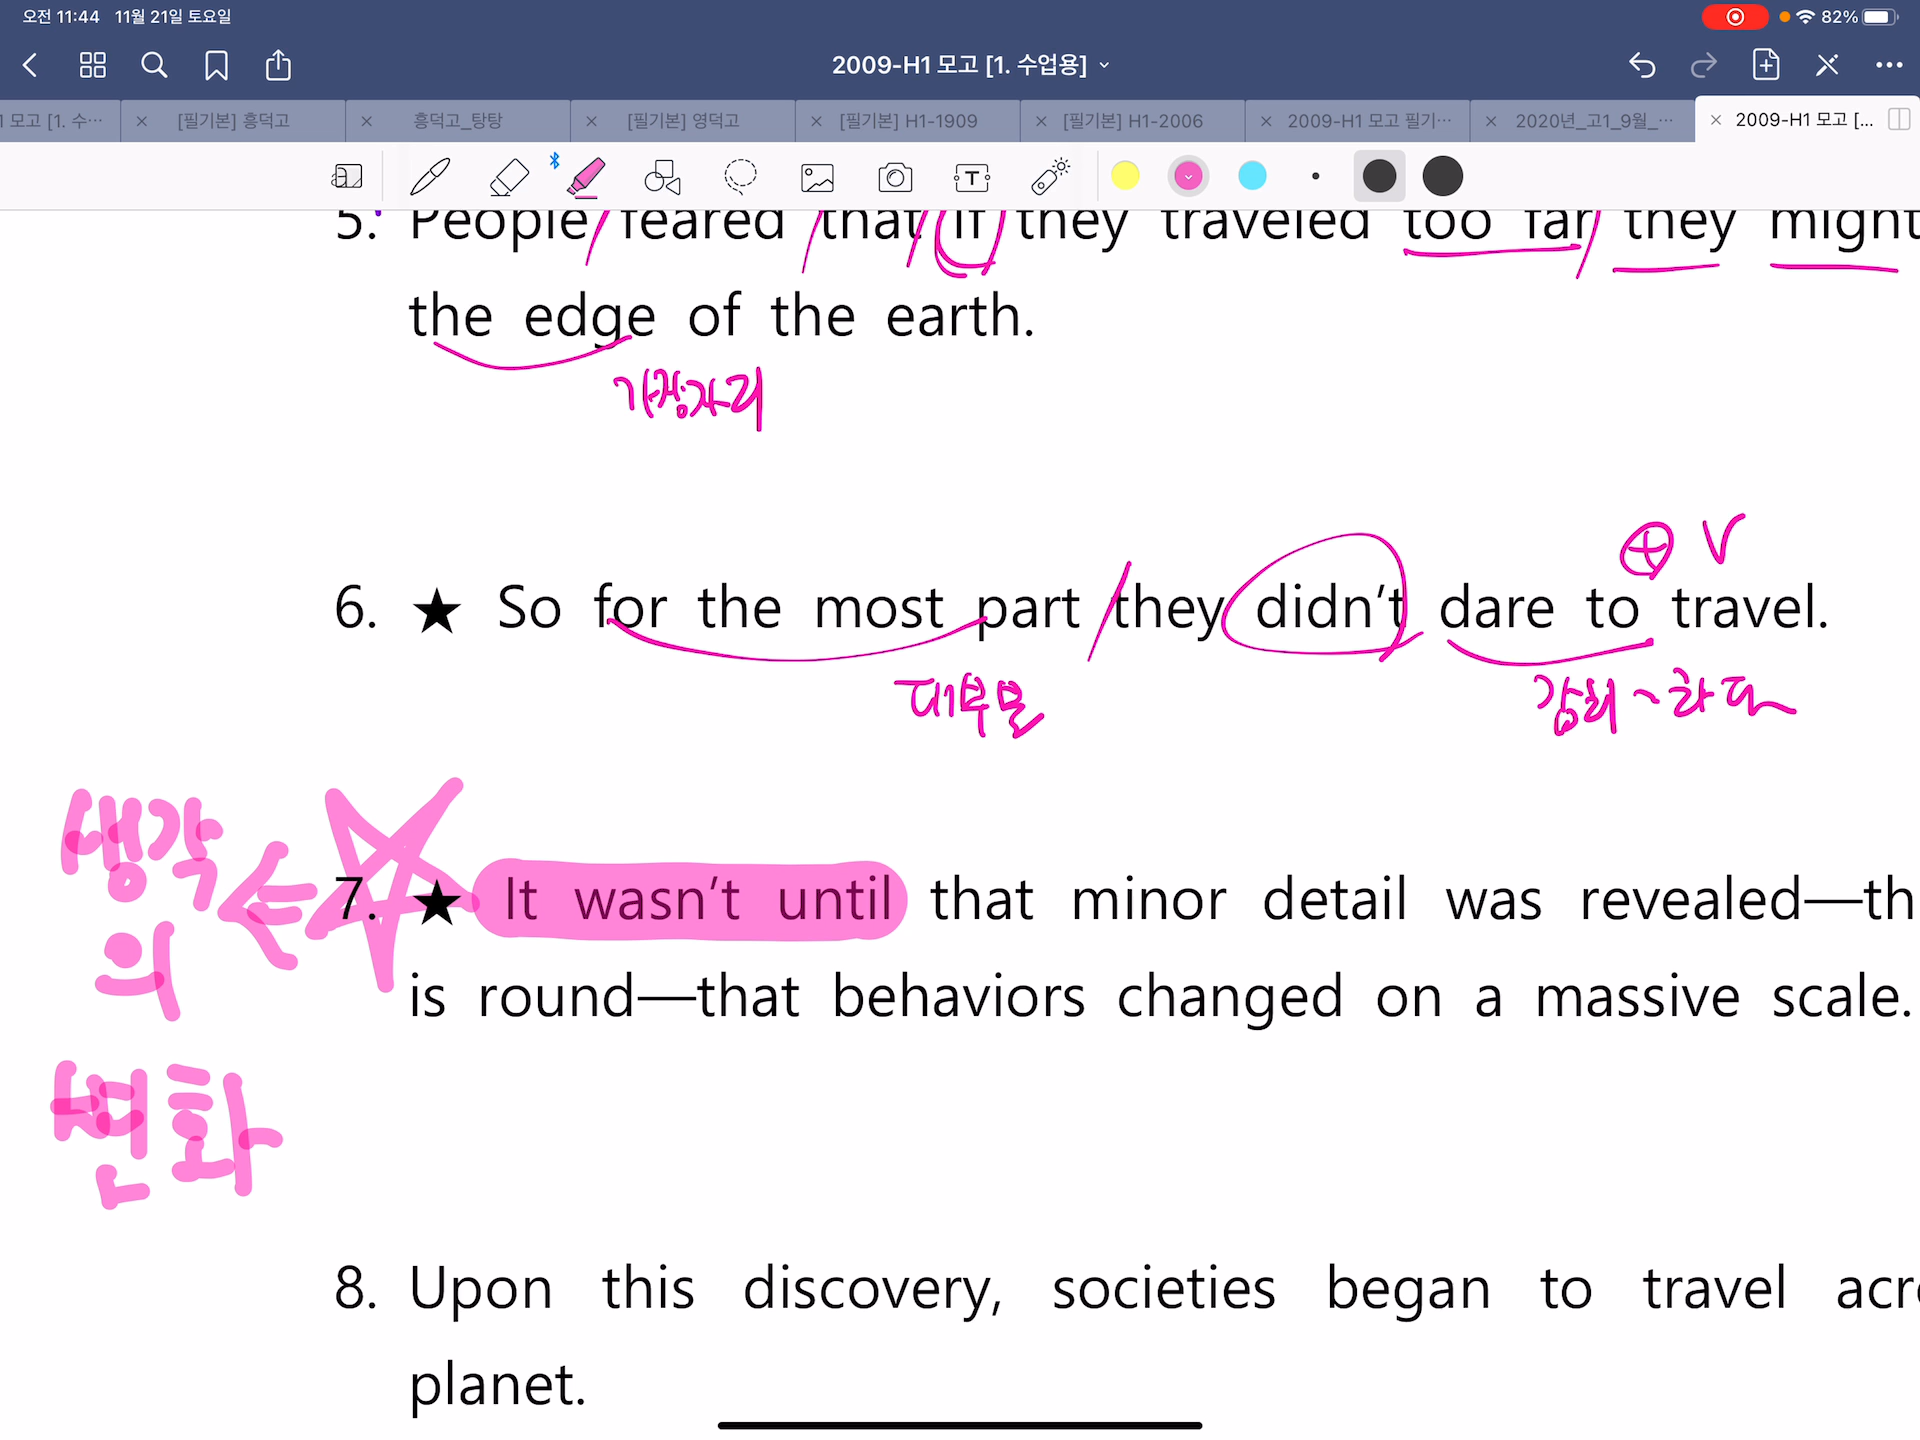 오전 11:44 11월 21일 토요일 82%
2009-H1 모고 [1. 수업용]
1 모고 [1. 수… [필기본] 흥덕고 흥덕고_탕탕 [필기본] 영덕고 [필기본] H1-1909 [필기본] H1-2006 2009-H1 모고 필기… 2020년_고1_9월_… 2009-H1 모고 [...
5. People feared that if they traveled too far they might
the edge of the earth.
가장자리
⊕ V
6. ★ So for the most part they didn't dare to travel.
대부분 감히 ~하다
생각
7. ★ It wasn't until that minor detail was revealed—th
의
is round—that behaviors changed on a massive scale.
변화
8. Upon this discovery, societies began to travel acr
planet.